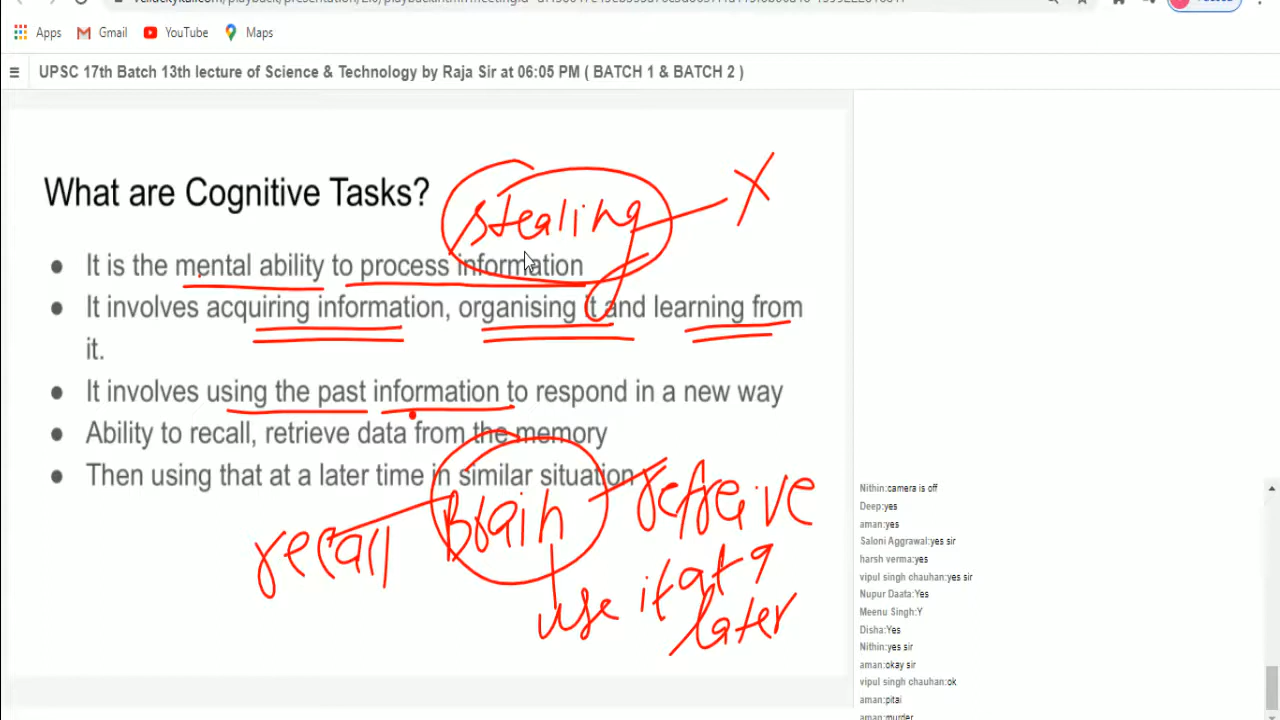 Apps Gmail YouTube Maps
UPSC 17th Batch 13th lecture of Science & Technology by Raja Sir at 06:05 PM ( BATCH 1 & BATCH 2 )
What are Cognitive Tasks?
stealing X
● It is the mental ability to process information
● It involves acquiring information, organising it and learning from
it.
● It involves using the past information to respond in a new way
● Ability to recall, retrieve data from the memory
● Then using that at a later time in similar situation
recall Brain
use it at a
later
Nithin:camera is off
Deep:yes
aman:yes
Saloni Aggrawal:yes sir
harsh verma:yes
vipul singh chauhan:yes sir
Nupur Daata:Yes
Meenu Singh:Y
Disha:Yes
Nithin:yes sir
aman:okay sir
vipul singh chauhan:ok
aman:pitai
aman:murder